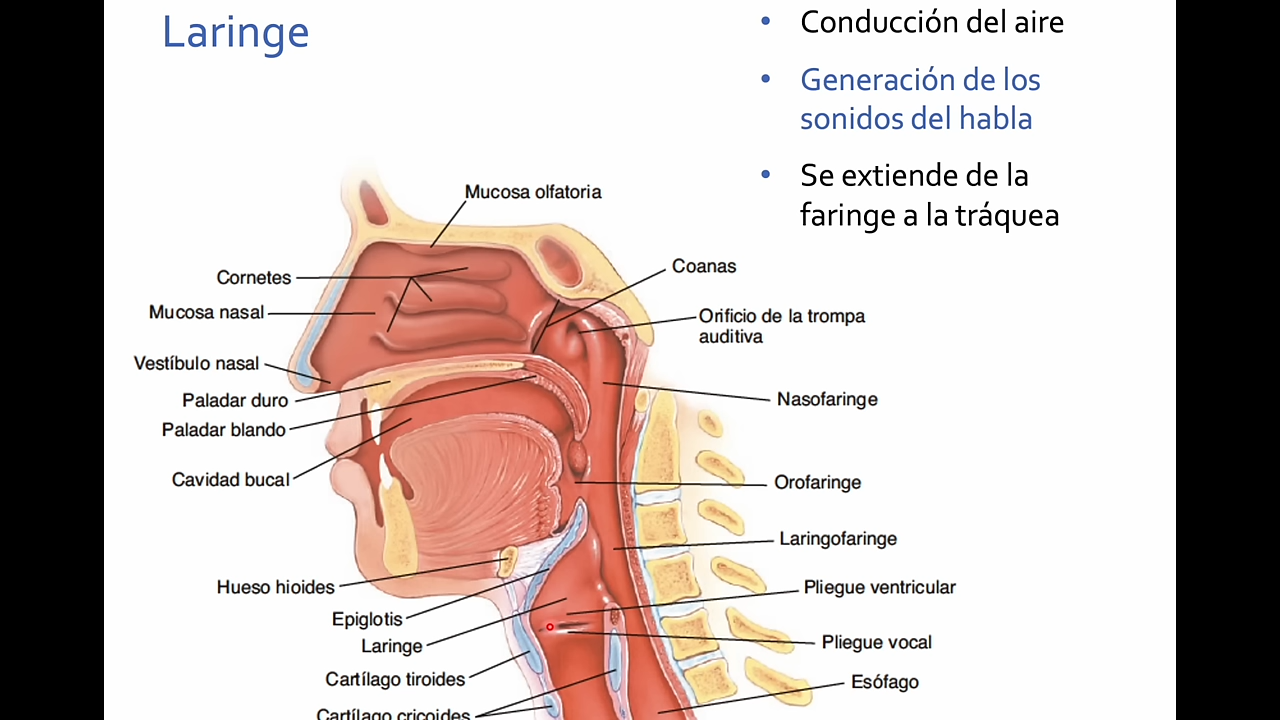 Laringe
• Conducción del aire
• Generación de los
sonidos del habla
• Se extiende de la
faringe a la tráquea
Mucosa olfatoria
Cornetes
Mucosa nasal
Vestíbulo nasal
Paladar duro
Paladar blando
Cavidad bucal
Hueso hioides
Epiglotis
Laringe
Cartílago tiroides
Cartílago cricoides
Coanas
Orificio de la trompa
auditiva
Nasofaringe
Orofaringe
Laringofaringe
Pliegue ventricular
Pliegue vocal
Esófago